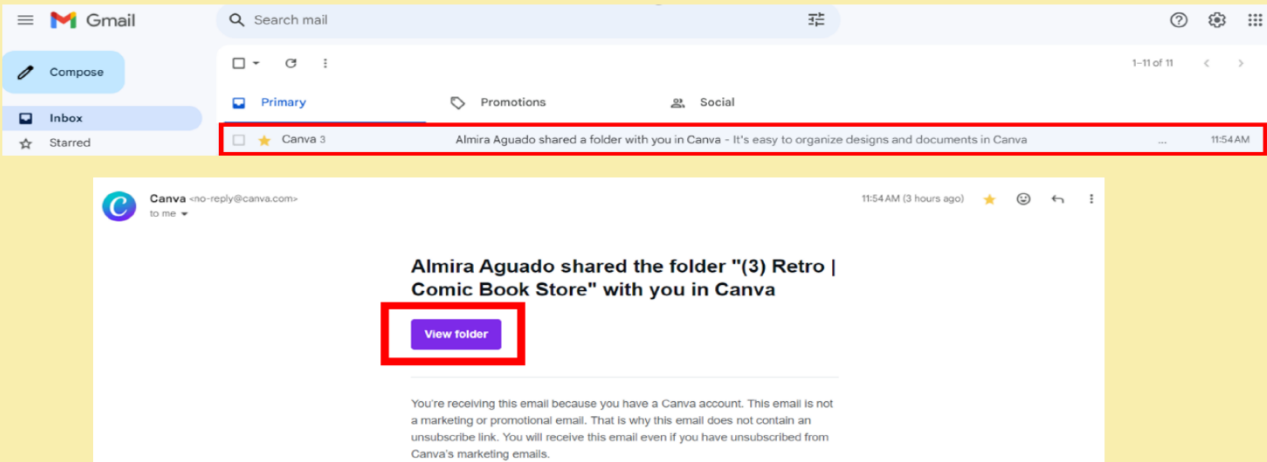 Gmail
Search mail
Compose
1–11 of 11
Primary
Promotions
Social
Inbox
Canva 3
Almira Aguado shared a folder with you in Canva - It's easy to organize designs and documents in Canva
...
11:54 AM
Starred
Canva <no-reply@canva.com>
11:54 AM (3 hours ago)
to me
Almira Aguado shared the folder "(3) Retro |
Comic Book Store" with you in Canva
View folder
You're receiving this email because you have a Canva account. This email is not
a marketing or promotional email. That is why this email does not contain an
unsubscribe link. You will receive this email even if you have unsubscribed from
Canva's marketing emails.